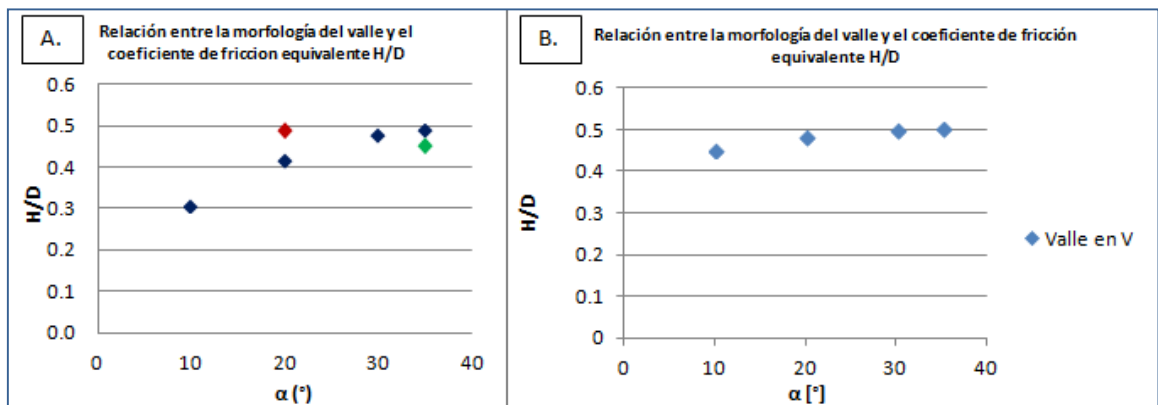 A.
Relación entre la morfología del valle y el
coeficiente de friccion equivalente H/D
0.6
0.5
0.4
0.3
0.2
0.1
0.0
H/D
0 10 20 30 40
α (°)
B.
Relación entre la morfología del valle y el coeficiente de fricción
equivalente H/D
0.6
0.5
0.4
0.3
0.2
0.1
0
H/D
0 10 20 30 40
α [°]
Valle en V